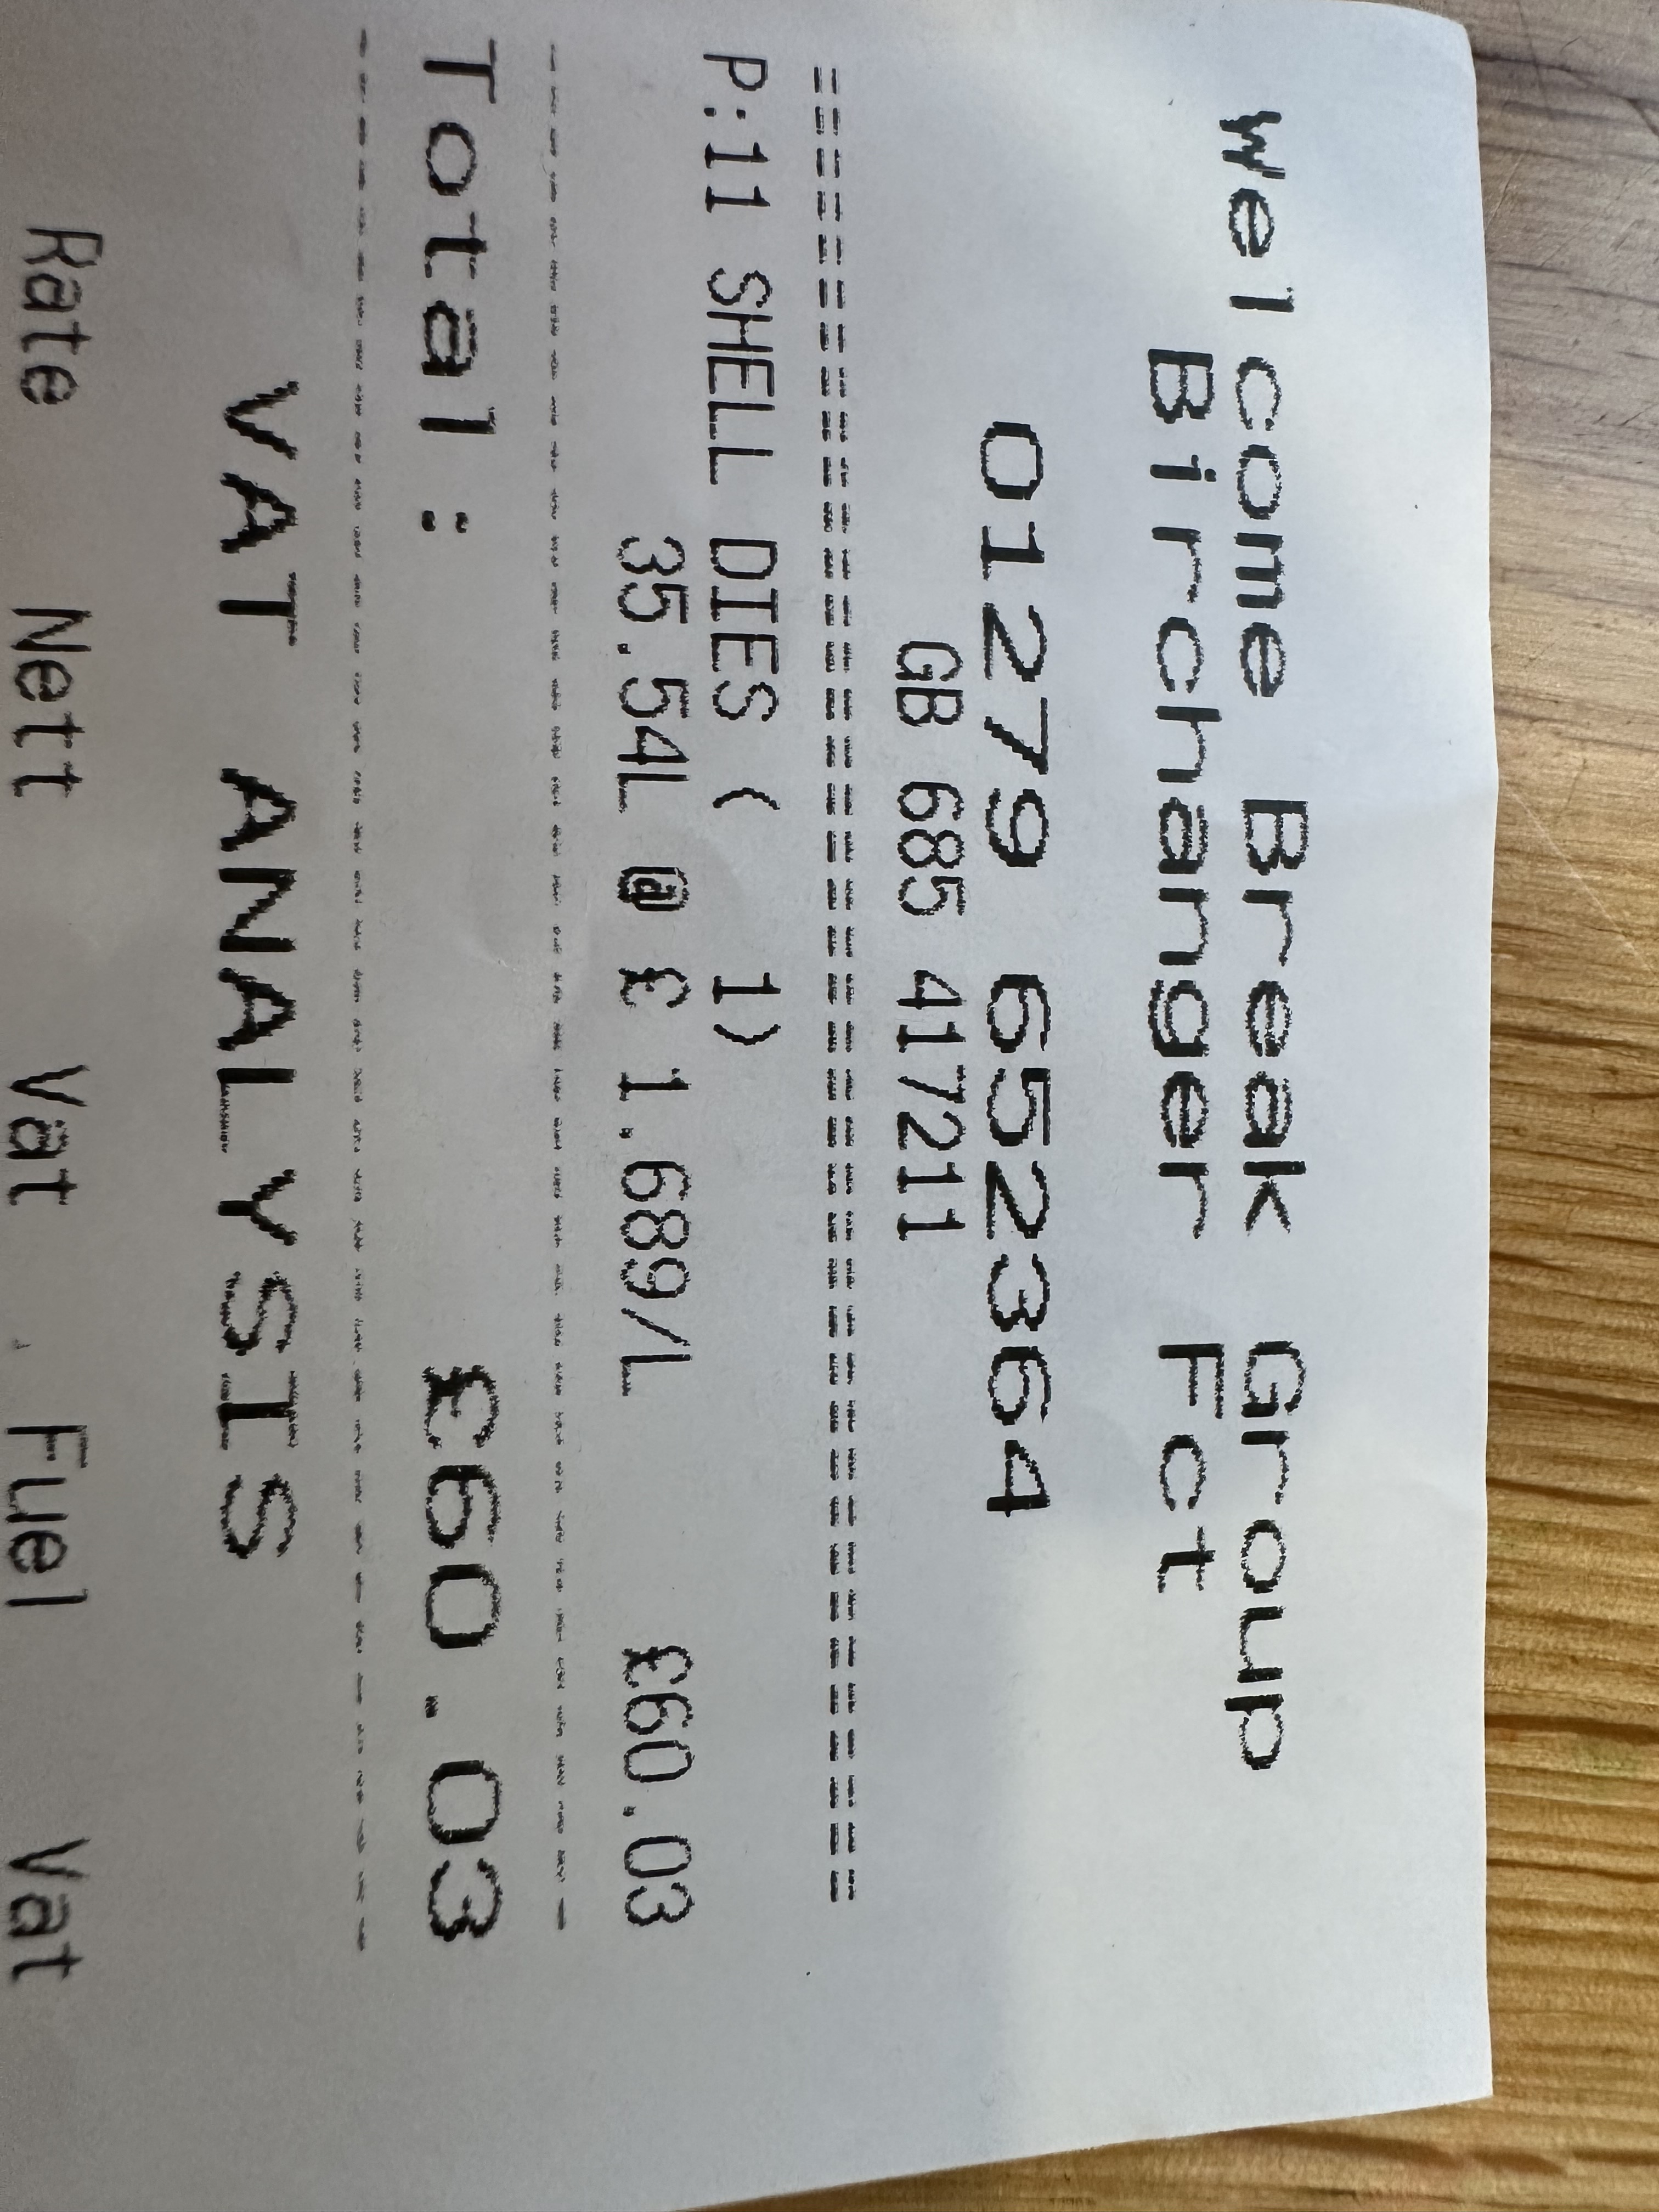 Welcome Break Group
Birchanger Fct
01279 652364
GB 685 417211
========================================
P:11 SHELL DIES ( 1)
35.54L @ £ 1.689/L £60.03
----------------------------------------
Total: £60.03
----------------------------------------
VAT ANALYSIS
Rate Nett Vat Fuel Vat